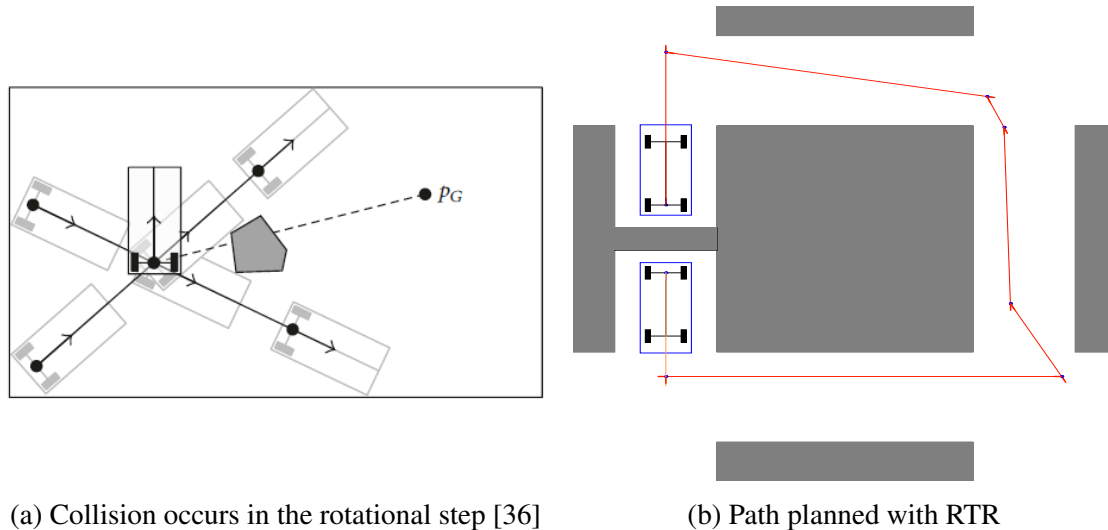 p_G
(a) Collision occurs in the rotational step [36]
(b) Path planned with RTR